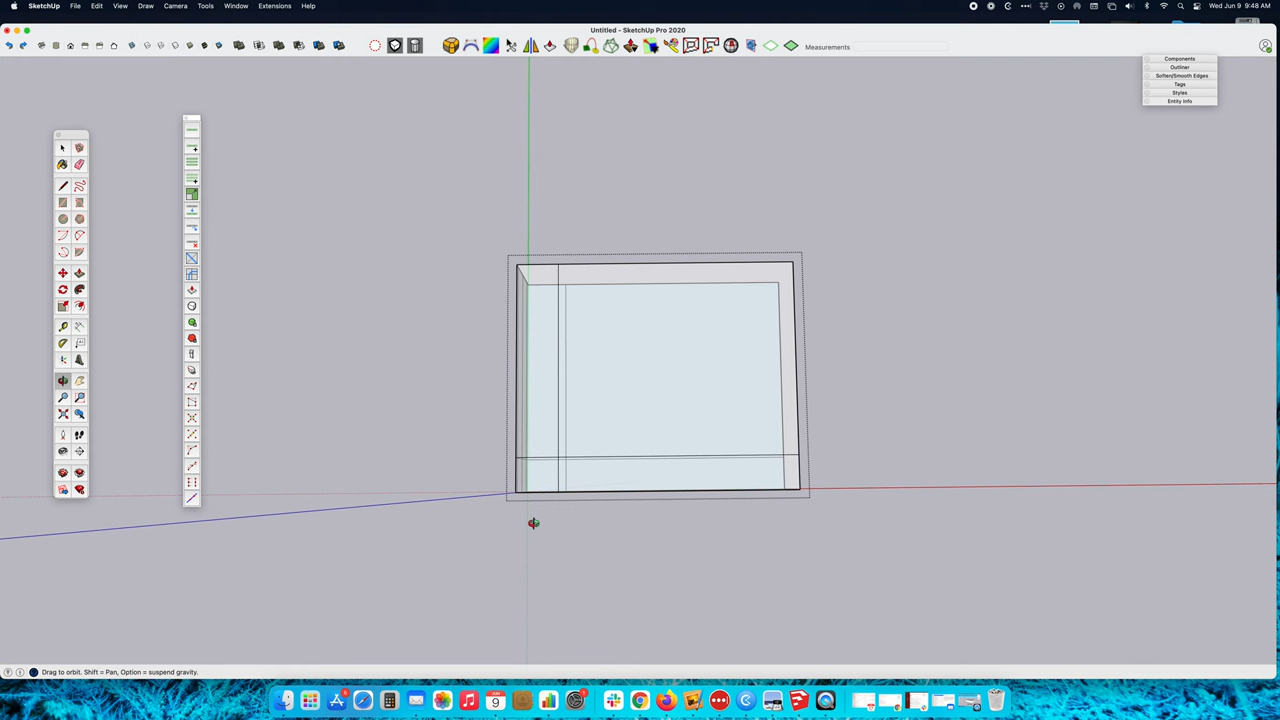 SketchUp File Edit View Draw Camera Tools Window Extensions Help
Wed Jun 9 9:48 AM
Untitled - SketchUp Pro 2020
Measurements
Components
Outliner
Soften/Smooth Edges
Tags
Styles
Entity Info
Drag to orbit. Shift = Pan, Option = suspend gravity.
9